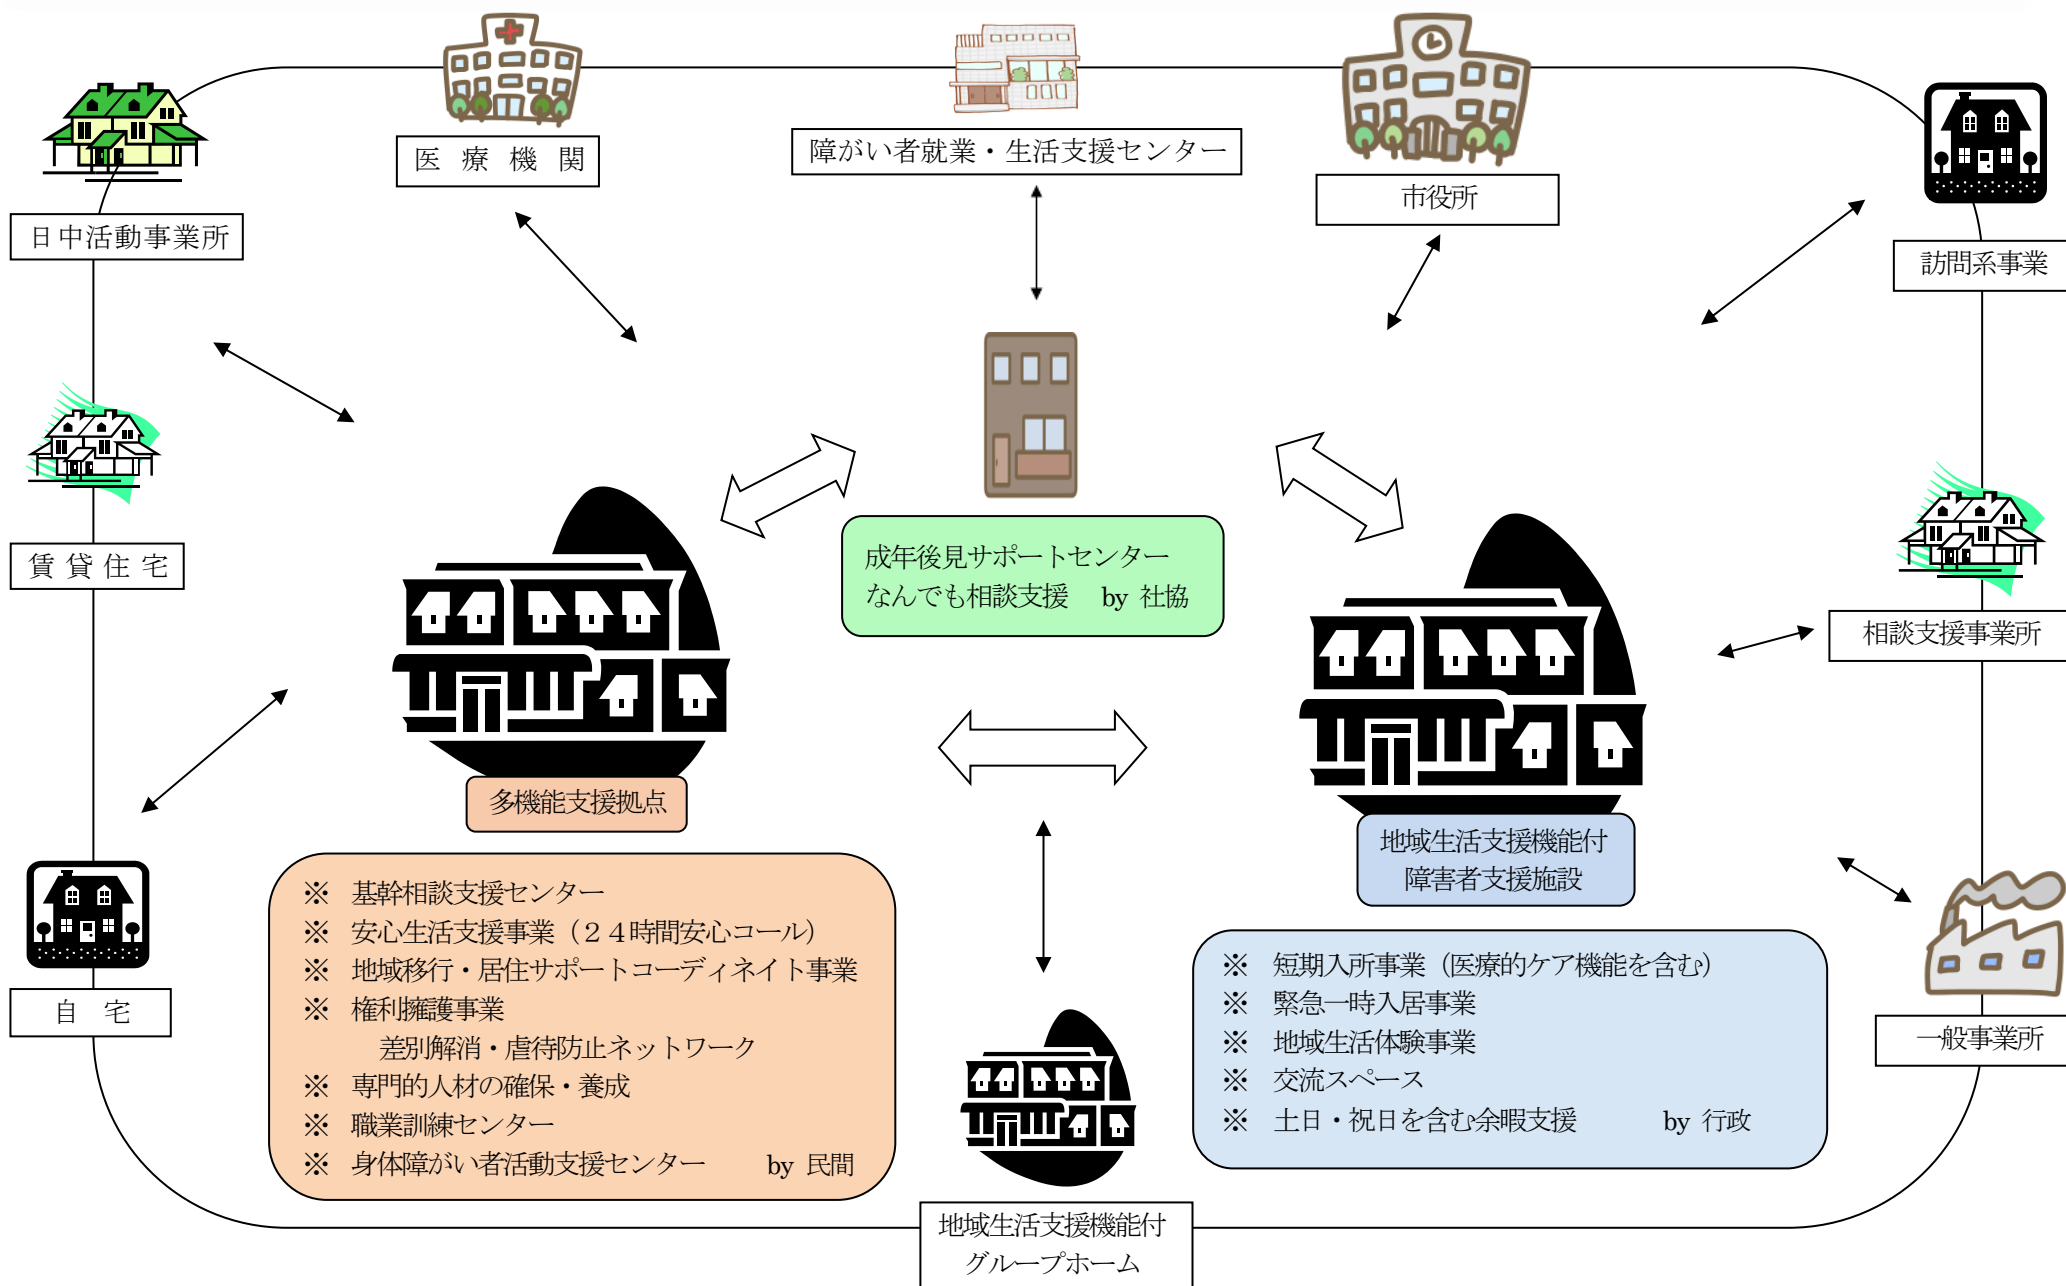 医療機関
障がい者就業・生活支援センター
市役所
日中活動事業所
訪問系事業
賃貸住宅
成年後見サポートセンター
なんでも相談支援 by 社協
相談支援事業所
多機能支援拠点
地域生活支援機能付
障害者支援施設
※ 基幹相談支援センター
※ 安心生活支援事業（２４時間安心コール）
※ 地域移行・居住サポートコーディネイト事業
※ 権利擁護事業
差別解消・虐待防止ネットワーク
※ 専門的人材の確保・養成
※ 職業訓練センター
※ 身体障がい者活動支援センター by 民間
※ 短期入所事業（医療的ケア機能を含む）
※ 緊急一時入居事業
※ 地域生活体験事業
※ 交流スペース
※ 土日・祝日を含む余暇支援 by 行政
自宅
一般事業所
地域生活支援機能付
グループホーム